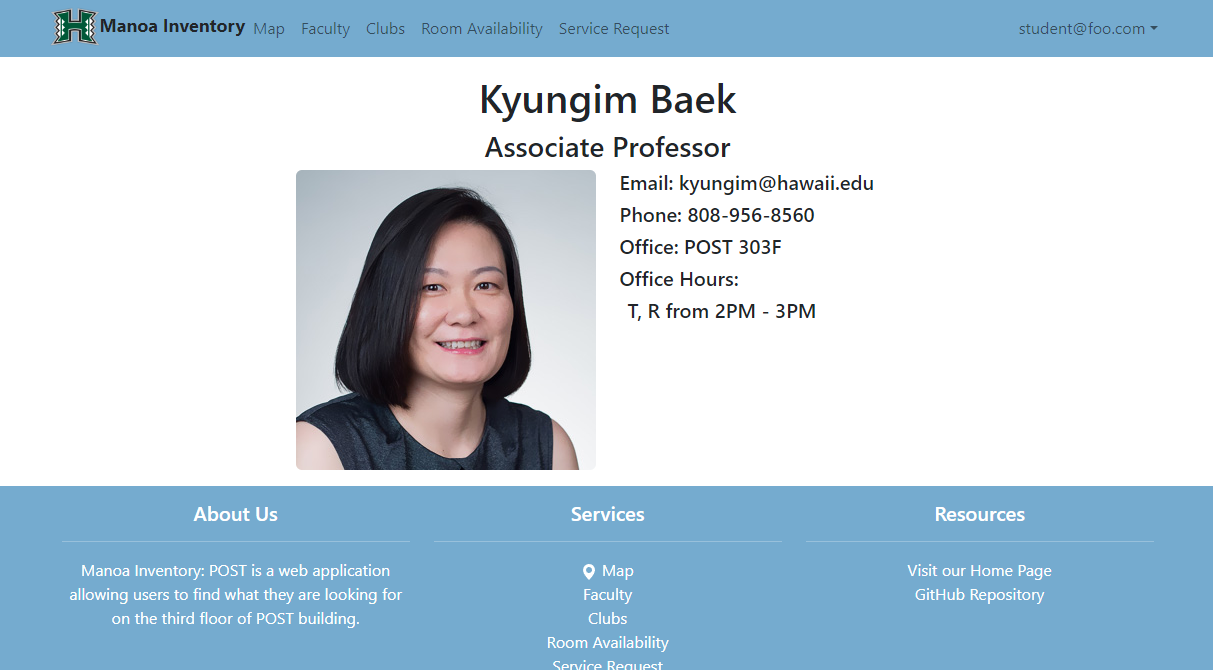 Manoa Inventory Map Faculty Clubs Room Availability Service Request student@foo.com
Kyungim Baek
Associate Professor
Email: kyungim@hawaii.edu
Phone: 808-956-8560
Office: POST 303F
Office Hours:
T, R from 2PM - 3PM
About Us
Manoa Inventory: POST is a web application
allowing users to find what they are looking for
on the third floor of POST building.
Services
Map
Faculty
Clubs
Room Availability
Service Request
Resources
Visit our Home Page
GitHub Repository